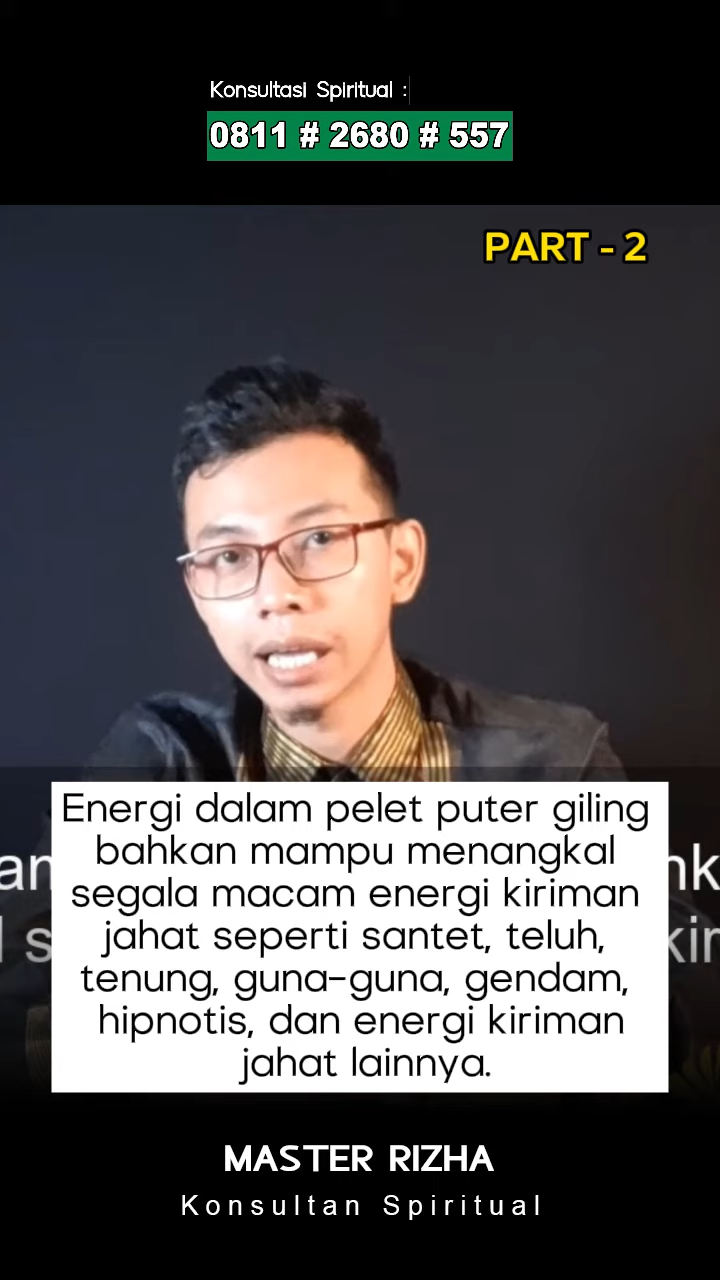 Konsultasi Spiritual :
0811 # 2680 # 557
PART - 2
Energi dalam pelet puter giling
bahkan mampu menangkal
segala macam energi kiriman
jahat seperti santet, teluh,
tenung, guna-guna, gendam,
hipnotis, dan energi kiriman
jahat lainnya.
MASTER RIZHA
Konsultan Spiritual